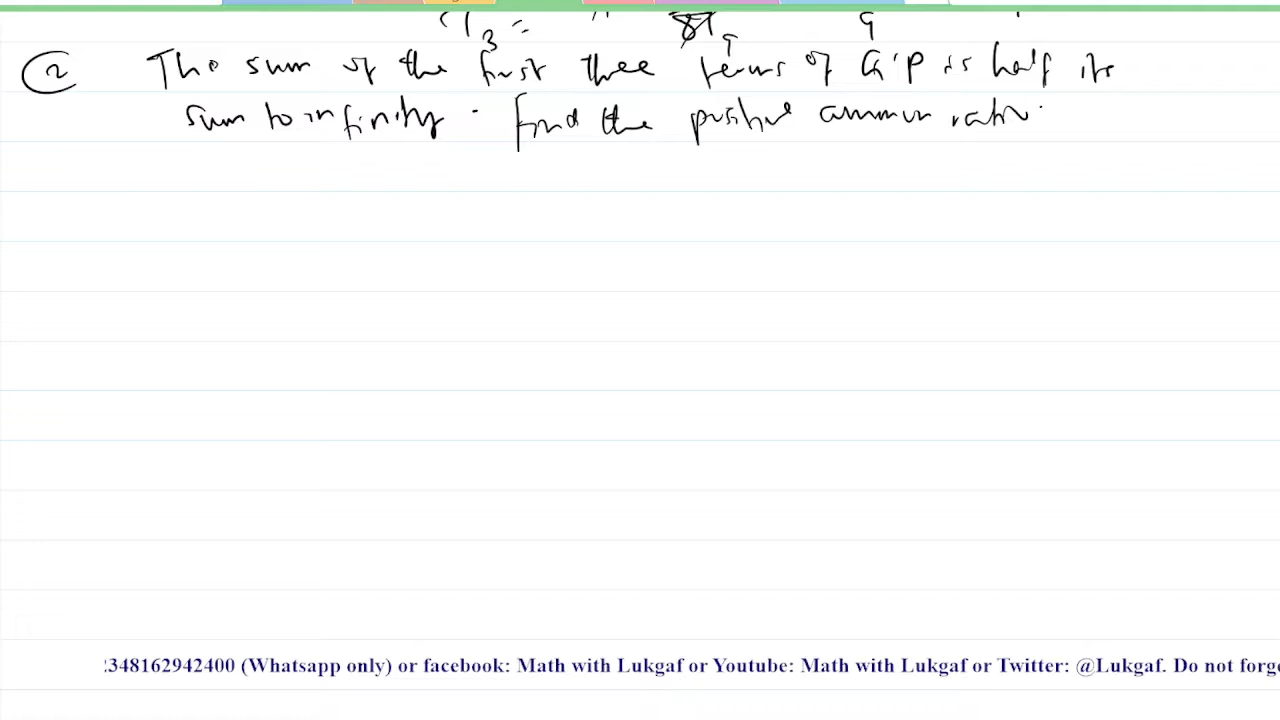 ② The sum of the first three terms of G.P is half its
sum to infinity. Find the positive common ratio.
:348162942400 (Whatsapp only) or facebook: Math with Lukgaf or Youtube: Math with Lukgaf or Twitter: @Lukgaf. Do not forge